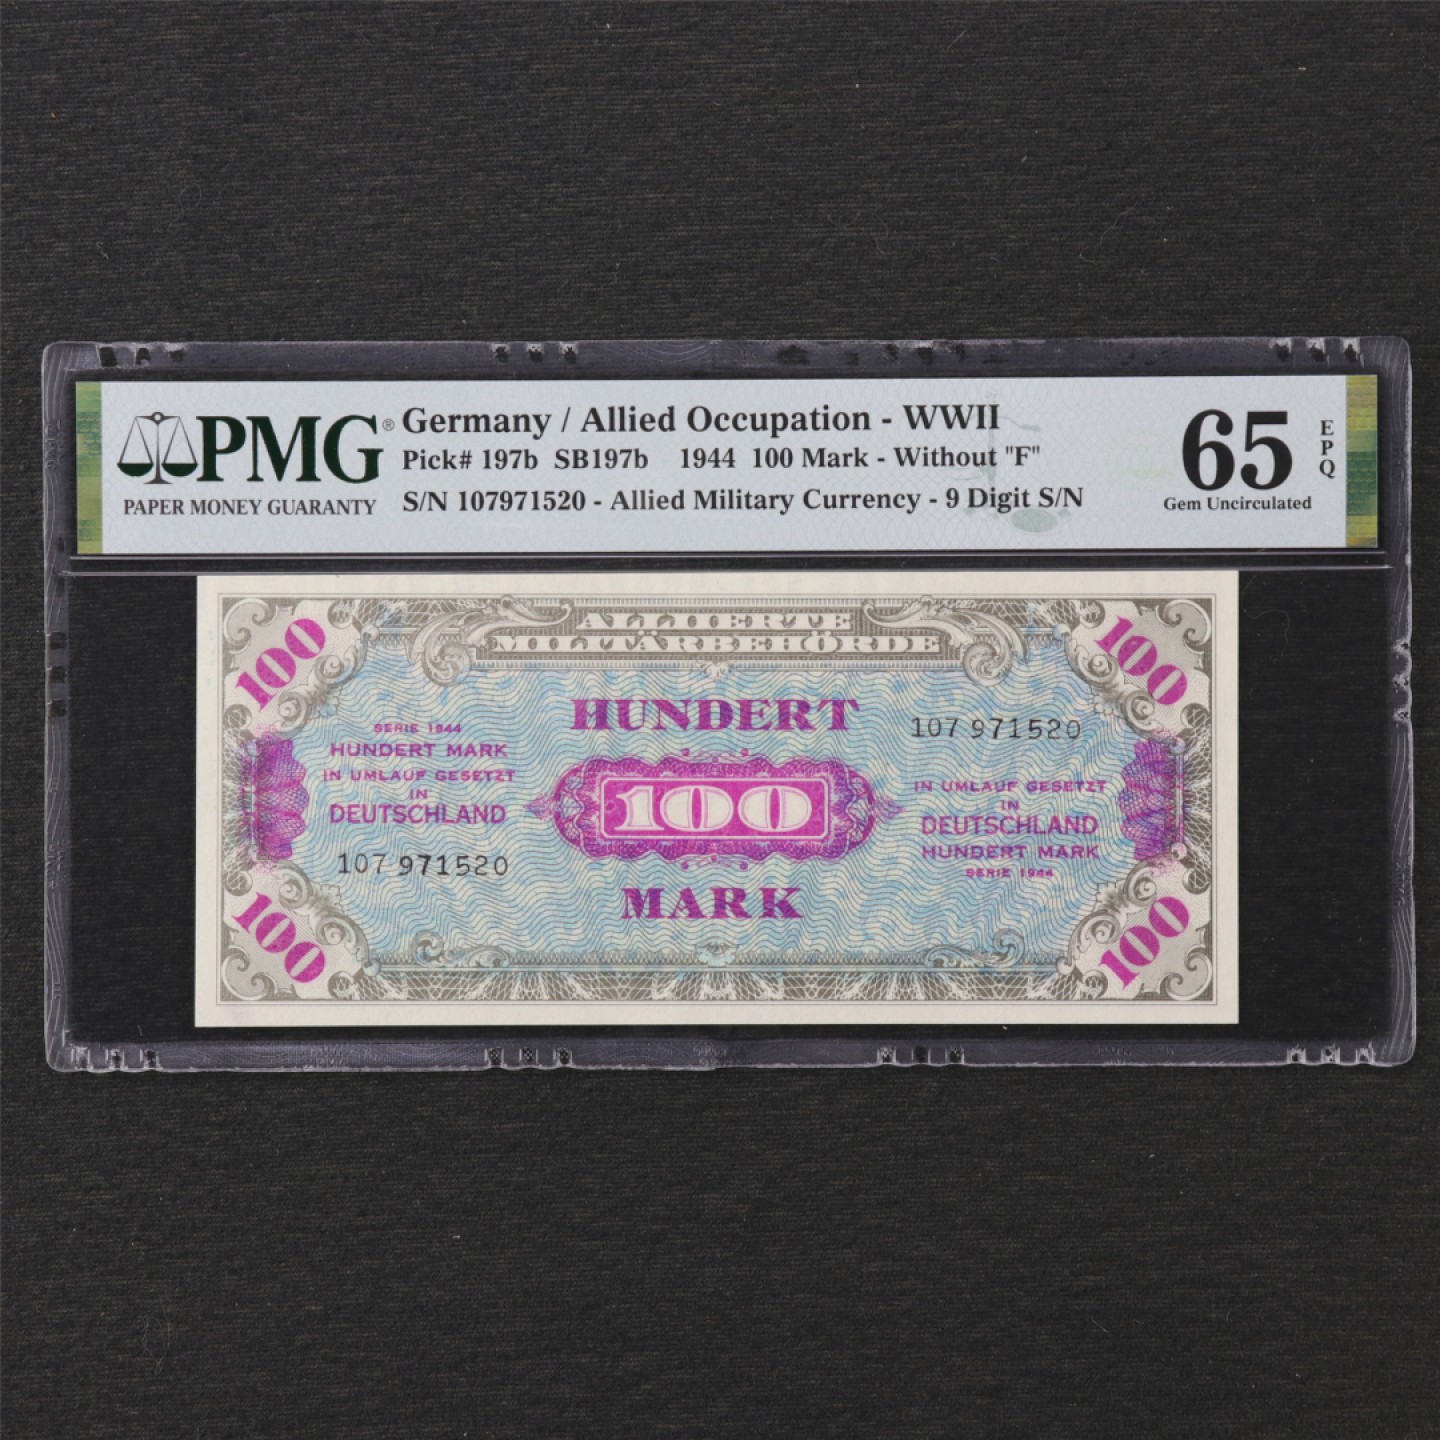 PMG®
PAPER MONEY GUARANTY
Germany / Allied Occupation - WWII
Pick# 197b SB197b 1944 100 Mark - Without "F"
S/N 107971520 - Allied Military Currency - 9 Digit S/N
65
EPQ
Gem Uncirculated
ALLIIERTE
MILITÄRBEHÖRDE
100
100
HUNDERT
107 971520
SERIE 1944
HUNDERT MARK
IN UMLAUF GESETZT
IN
DEUTSCHLAND
107 971520
100
MARK
IN UMLAUF GESETZT
IN
DEUTSCHLAND
HUNDERT MARK
SERIE 1944
100
100